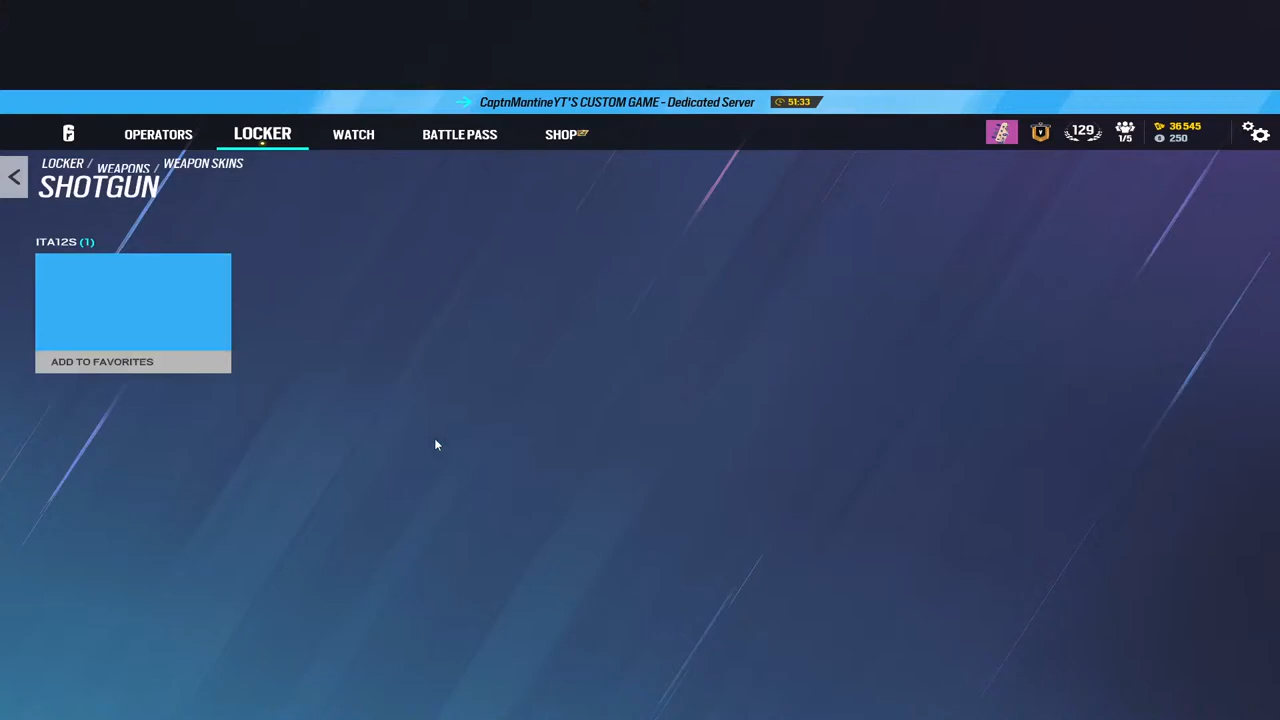 CaptnMantineYT'S CUSTOM GAME - Dedicated Server 51:33
OPERATORS LOCKER WATCH BATTLE PASS SHOP 129 1/5 36 545 250
LOCKER / WEAPONS / WEAPON SKINS
SHOTGUN
ITA12S (1)
ADD TO FAVORITES